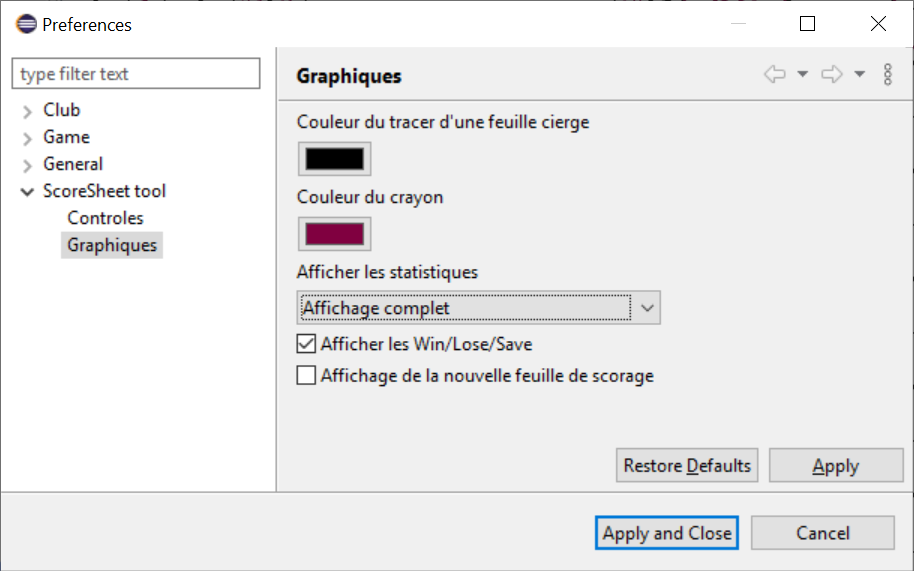 Preferences
type filter text
Club
Game
General
ScoreSheet tool
Controles
Graphiques
Graphiques
Couleur du tracer d'une feuille cierge
Couleur du crayon
Afficher les statistiques
Affichage complet
Afficher les Win/Lose/Save
Affichage de la nouvelle feuille de scorage
Restore Defaults
Apply
Apply and Close
Cancel